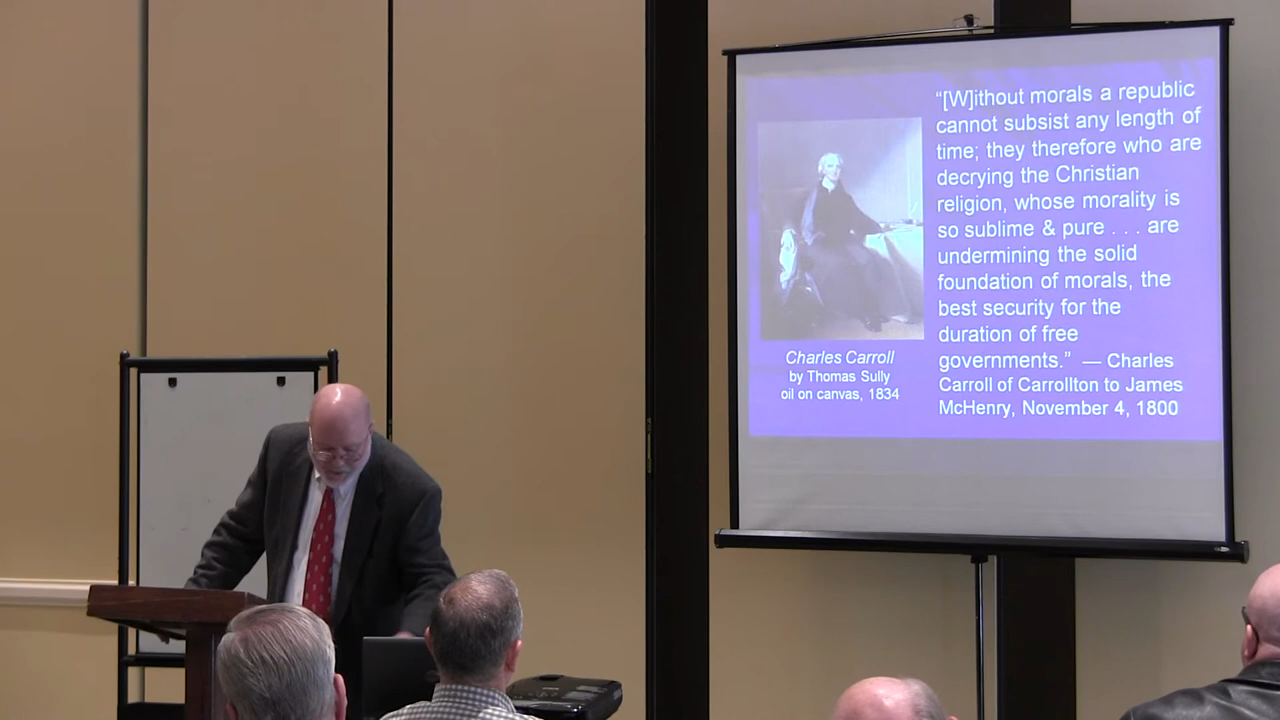 “[W]ithout morals a republic
cannot subsist any length of
time; they therefore who are
decrying the Christian
religion, whose morality is
so sublime & pure . . . are
undermining the solid
foundation of morals, the
best security for the
duration of free
governments.” — Charles
Carroll of Carrollton to James
McHenry, November 4, 1800
Charles Carroll
by Thomas Sully
oil on canvas, 1834